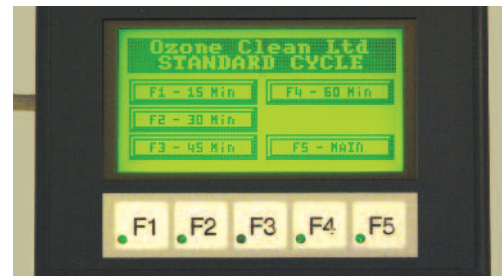 Ozone Clean Ltd
STANDARD CYCLE
F1 - 15 Min
F4 - 60 Min
F2 - 30 Min
F3 - 45 Min
F5 - MAIN
F1 F2 F3 F4 F5